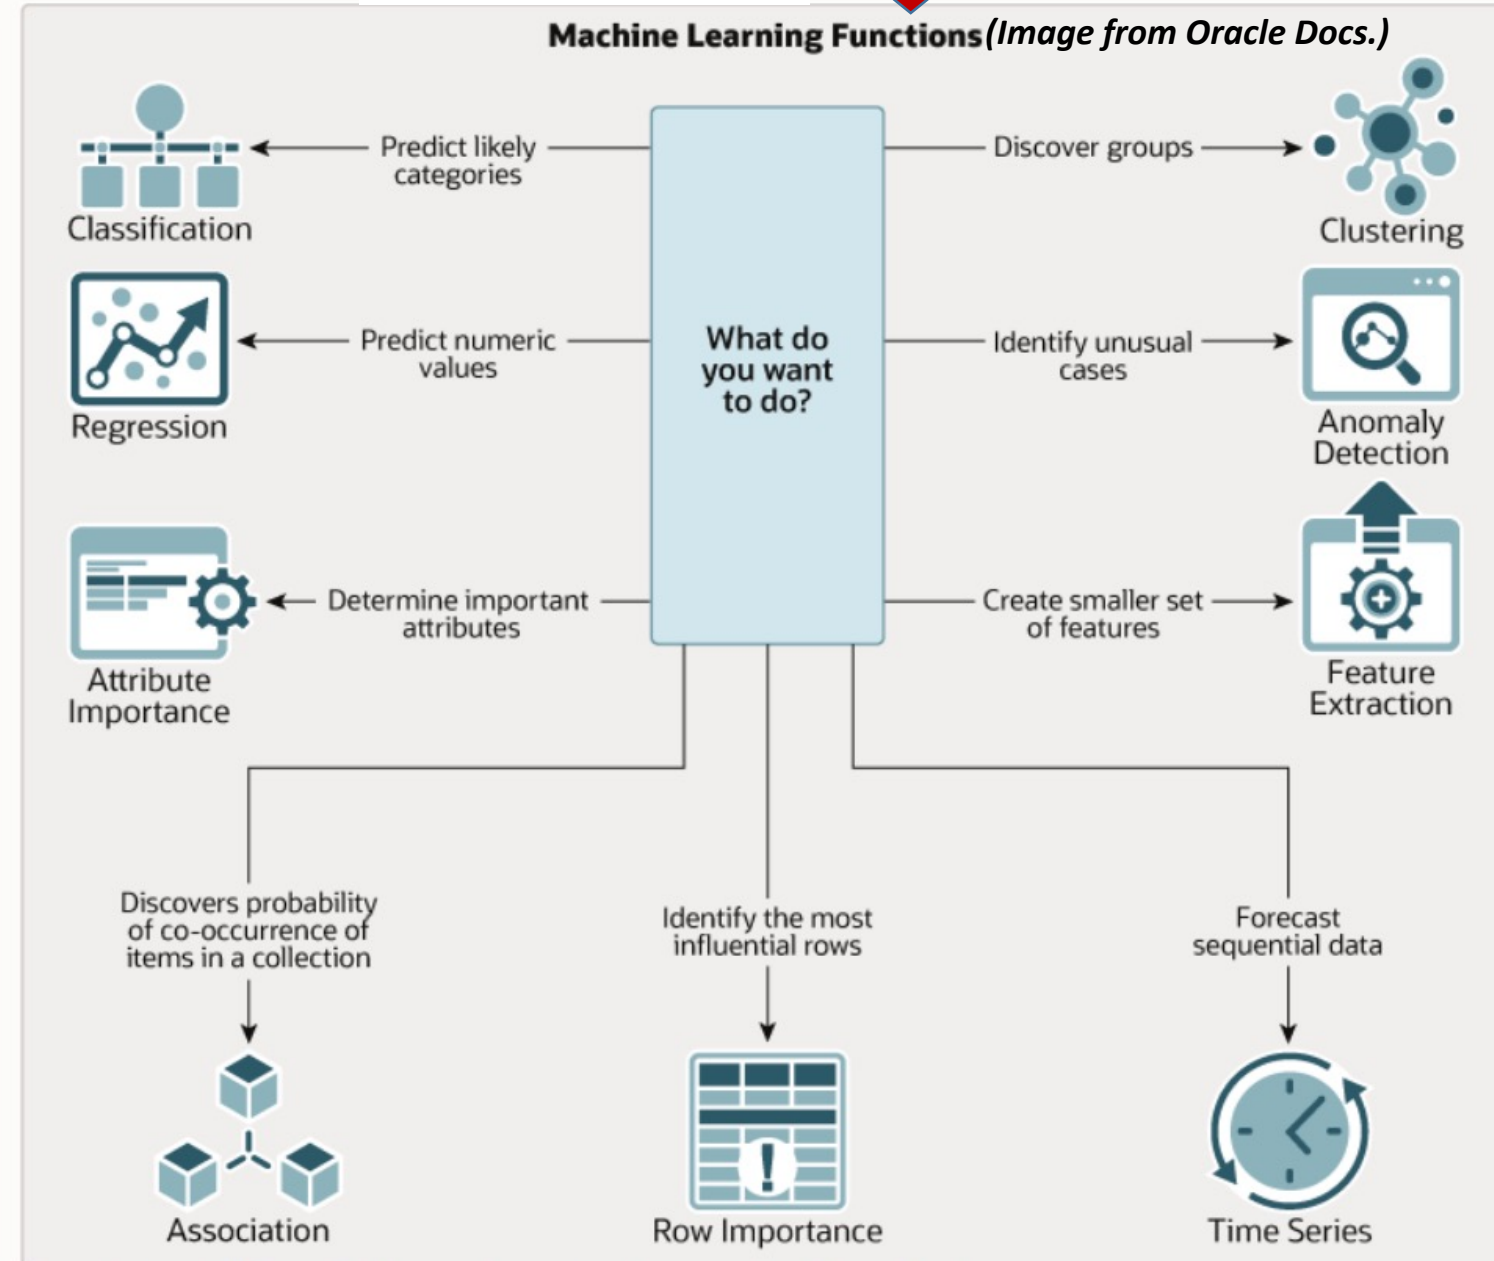 Machine Learning Functions (Image from Oracle Docs.)
Predict likely
categories
Classification
Discover groups
Clustering
Predict numeric
values
Regression
What do
you want
to do?
Identify unusual
cases
Anomaly
Detection
Determine important
attributes
Attribute
Importance
Create smaller set
of features
Feature
Extraction
Discovers probability
of co-occurrence of
items in a collection
Association
Identify the most
influential rows
Row Importance
Forecast
sequential data
Time Series